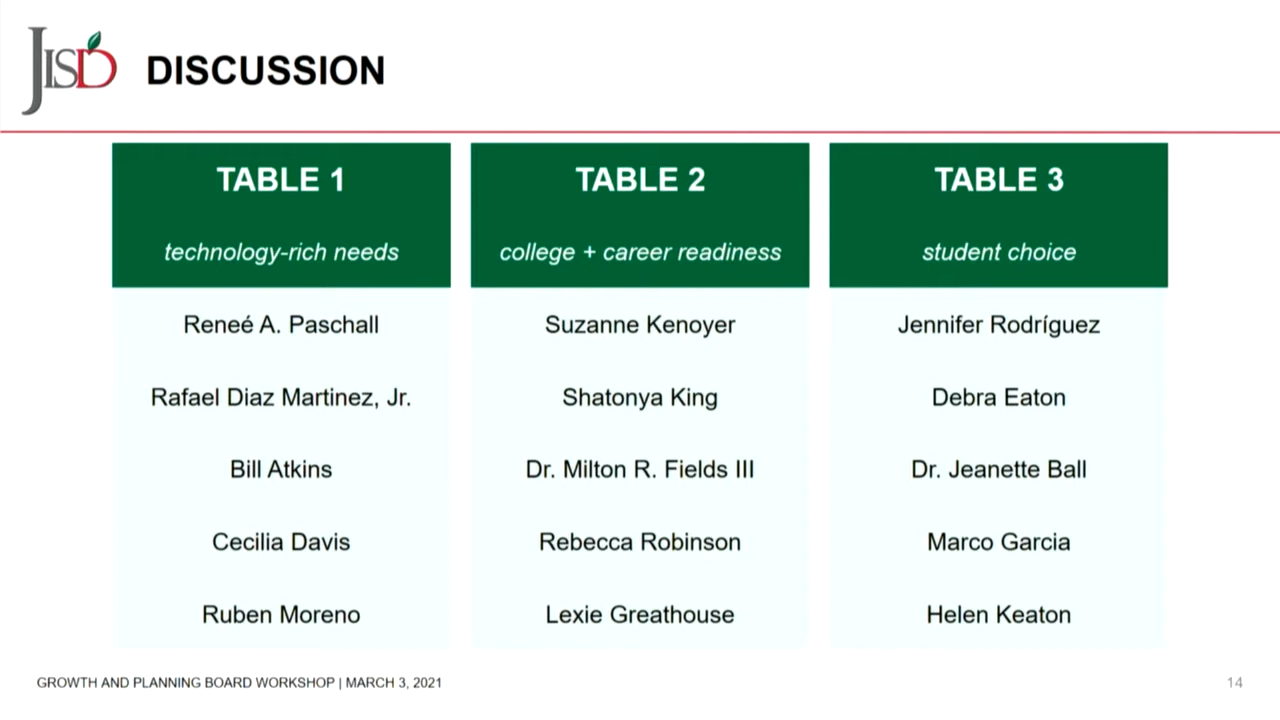 JISD
DISCUSSION
TABLE 1
technology-rich needs
Reneé A. Paschall
Rafael Diaz Martinez, Jr.
Bill Atkins
Cecilia Davis
Ruben Moreno
TABLE 2
college + career readiness
Suzanne Kenoyer
Shatonya King
Dr. Milton R. Fields III
Rebecca Robinson
Lexie Greathouse
TABLE 3
student choice
Jennifer Rodríguez
Debra Eaton
Dr. Jeanette Ball
Marco Garcia
Helen Keaton
GROWTH AND PLANNING BOARD WORKSHOP | MARCH 3, 2021
14